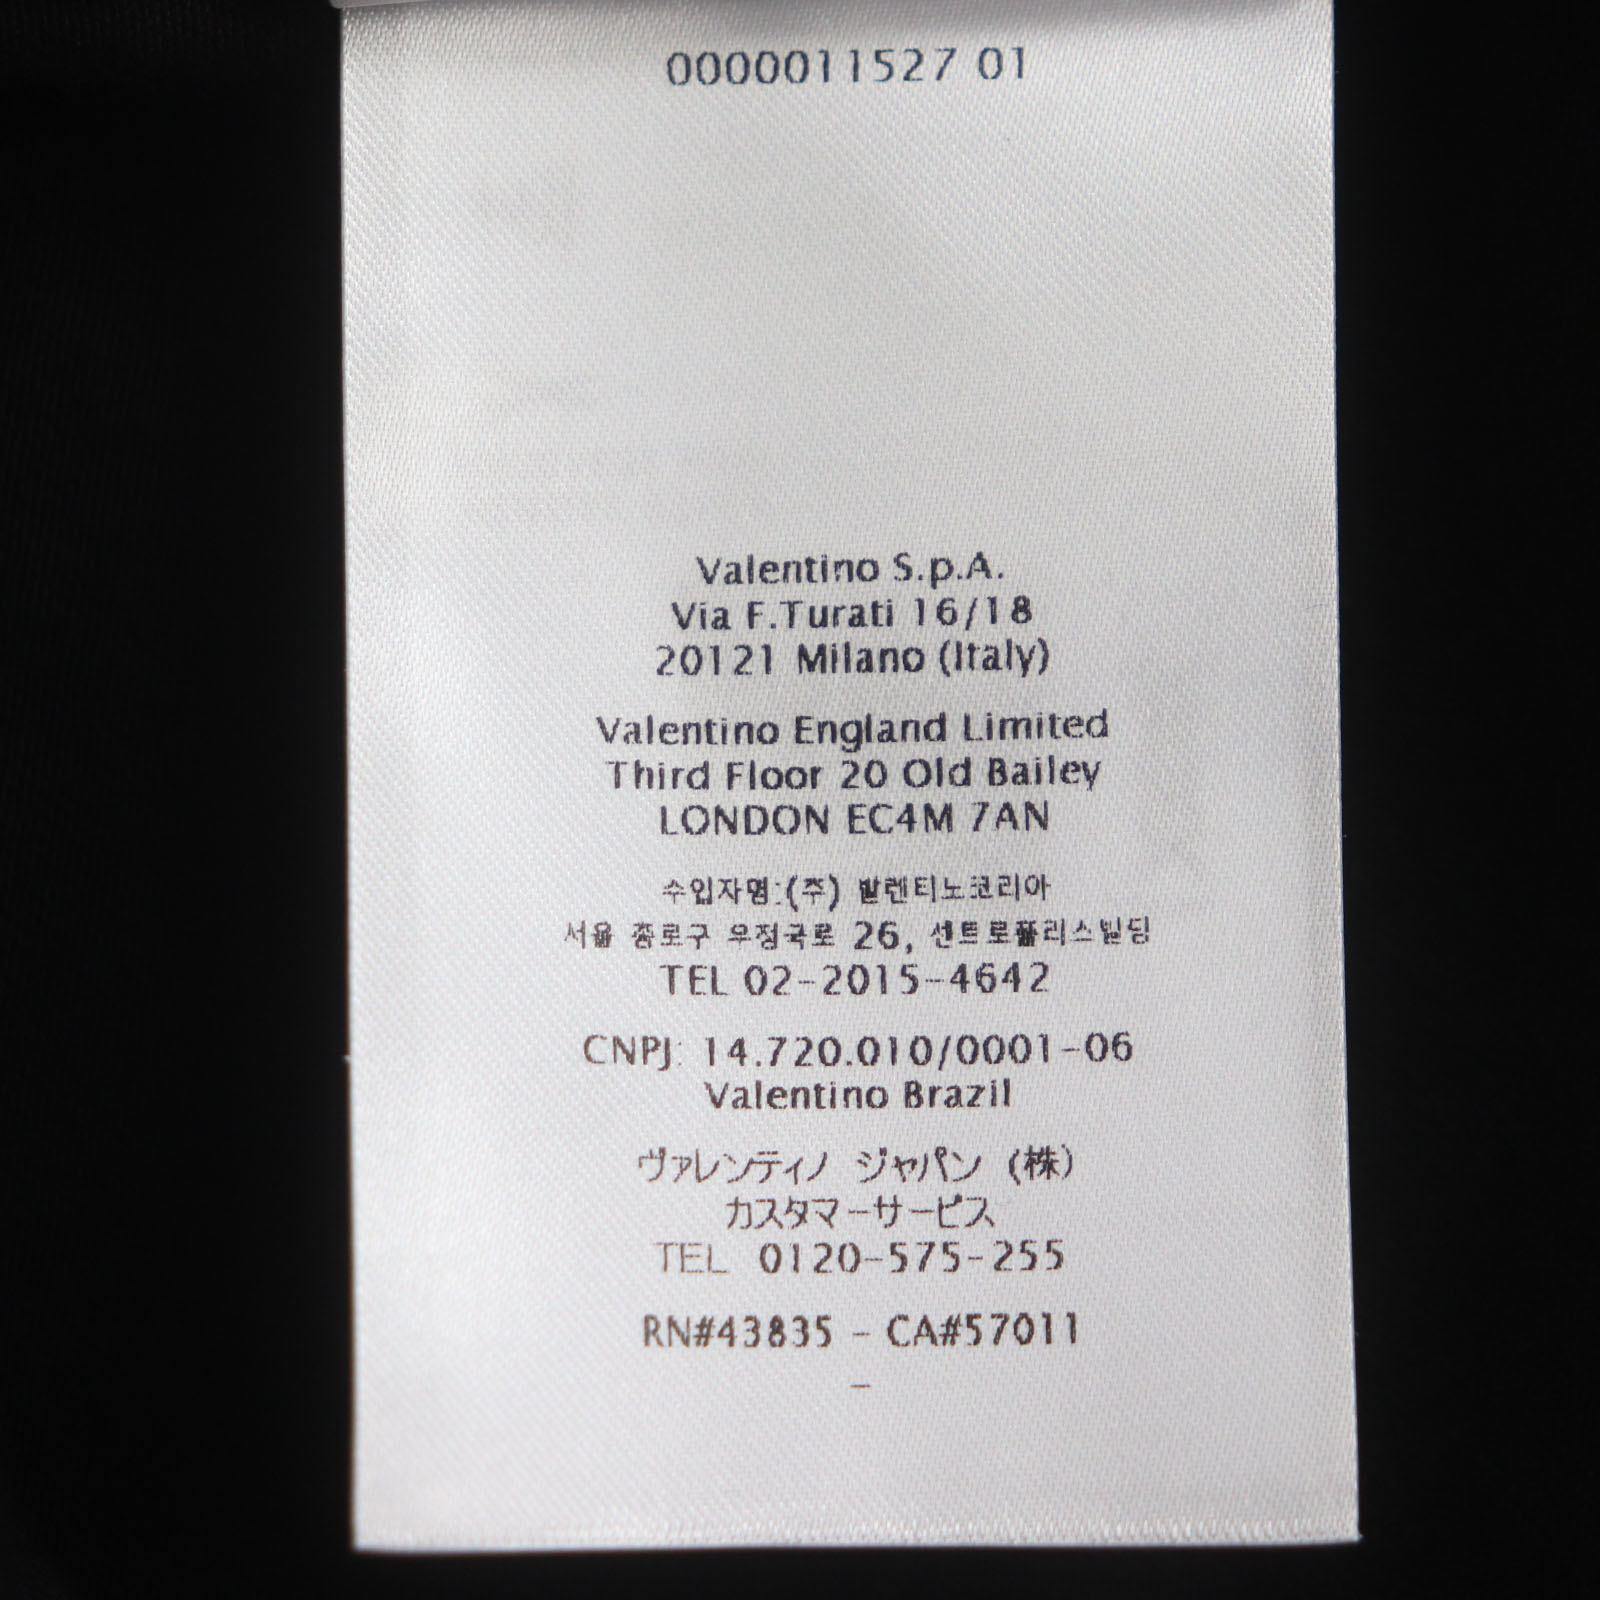 0000011527 01
Valentino S.p.A.
Via F.Turati 16/18
20121 Milano (Italy)
Valentino England Limited
Third Floor 20 Old Bailey
LONDON EC4M 7AN
수입자명:(주) 발렌티노코리아
서울 종로구 우정국로 26, 센트로폴리스빌딩
TEL 02-2015-4642
CNPJ: 14.720.010/0001-06
Valentino Brazil
ヴァレンティノ ジャパン (株)
カスタマーサービス
TEL 0120-575-255
RN#43835 - CA#57011
-